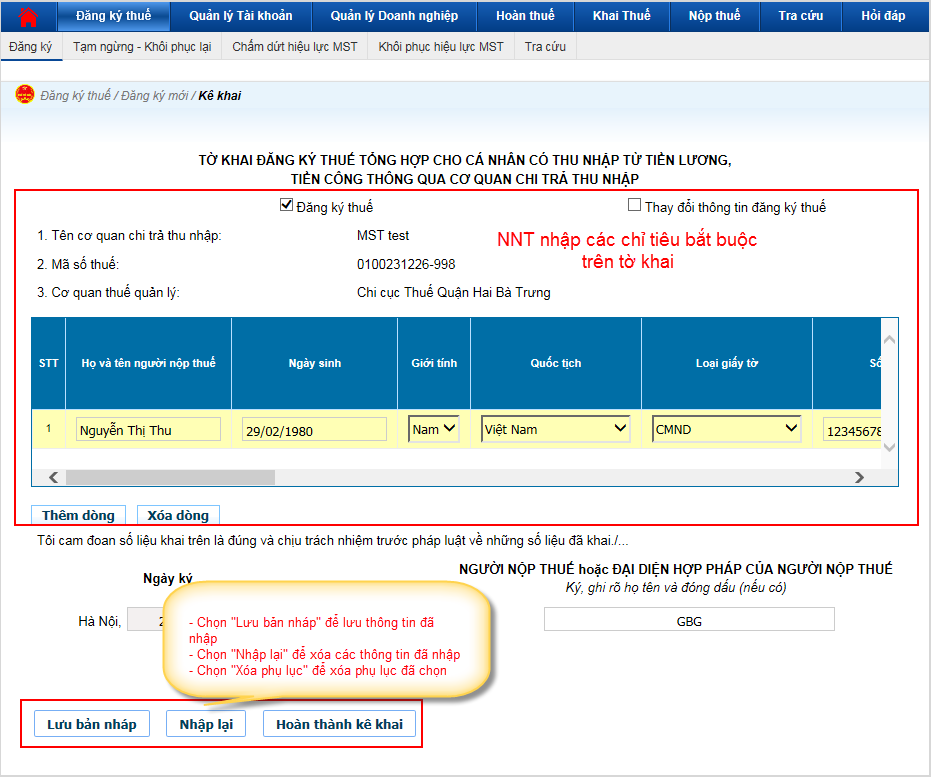 Đăng ký thuế Quản lý Tài khoản Quản lý Doanh nghiệp Hoàn thuế Khai Thuế Nộp thuế Tra cứu Hỏi đáp
Đăng ký Tạm ngừng - Khôi phục lại Chấm dứt hiệu lực MST Khôi phục hiệu lực MST Tra cứu
Đăng ký thuế / Đăng ký mới / Kê khai
TỜ KHAI ĐĂNG KÝ THUẾ TỔNG HỢP CHO CÁ NHÂN CÓ THU NHẬP TỪ TIỀN LƯƠNG,
TIỀN CÔNG THÔNG QUA CƠ QUAN CHI TRẢ THU NHẬP
Đăng ký thuế Thay đổi thông tin đăng ký thuế
1. Tên cơ quan chi trả thu nhập: MST test
NNT nhập các chỉ tiêu bắt buộc
trên tờ khai
2. Mã số thuế: 0100231226-998
3. Cơ quan thuế quản lý: Chi cục Thuế Quận Hai Bà Trưng
STT Họ và tên người nộp thuế Ngày sinh Giới tính Quốc tịch Loại giấy tờ Số
1 Nguyễn Thị Thu 29/02/1980 Nam Việt Nam CMND 12345678
Thêm dòng Xóa dòng
Tôi cam đoan số liệu khai trên là đúng và chịu trách nhiệm trước pháp luật về những số liệu đã khai./...
NGƯỜI NỘP THUẾ hoặc ĐẠI DIỆN HỢP PHÁP CỦA NGƯỜI NỘP THUẾ
Ngày ký
Ký, ghi rõ họ tên và đóng dấu (nếu có)
Hà Nội, 2 GBG
- Chọn "Lưu bản nháp" để lưu thông tin đã
nhập
- Chọn "Nhập lại" để xóa các thông tin đã nhập
- Chọn "Xóa phụ lục" để xóa phụ lục đã chọn
Lưu bản nháp Nhập lại Hoàn thành kê khai